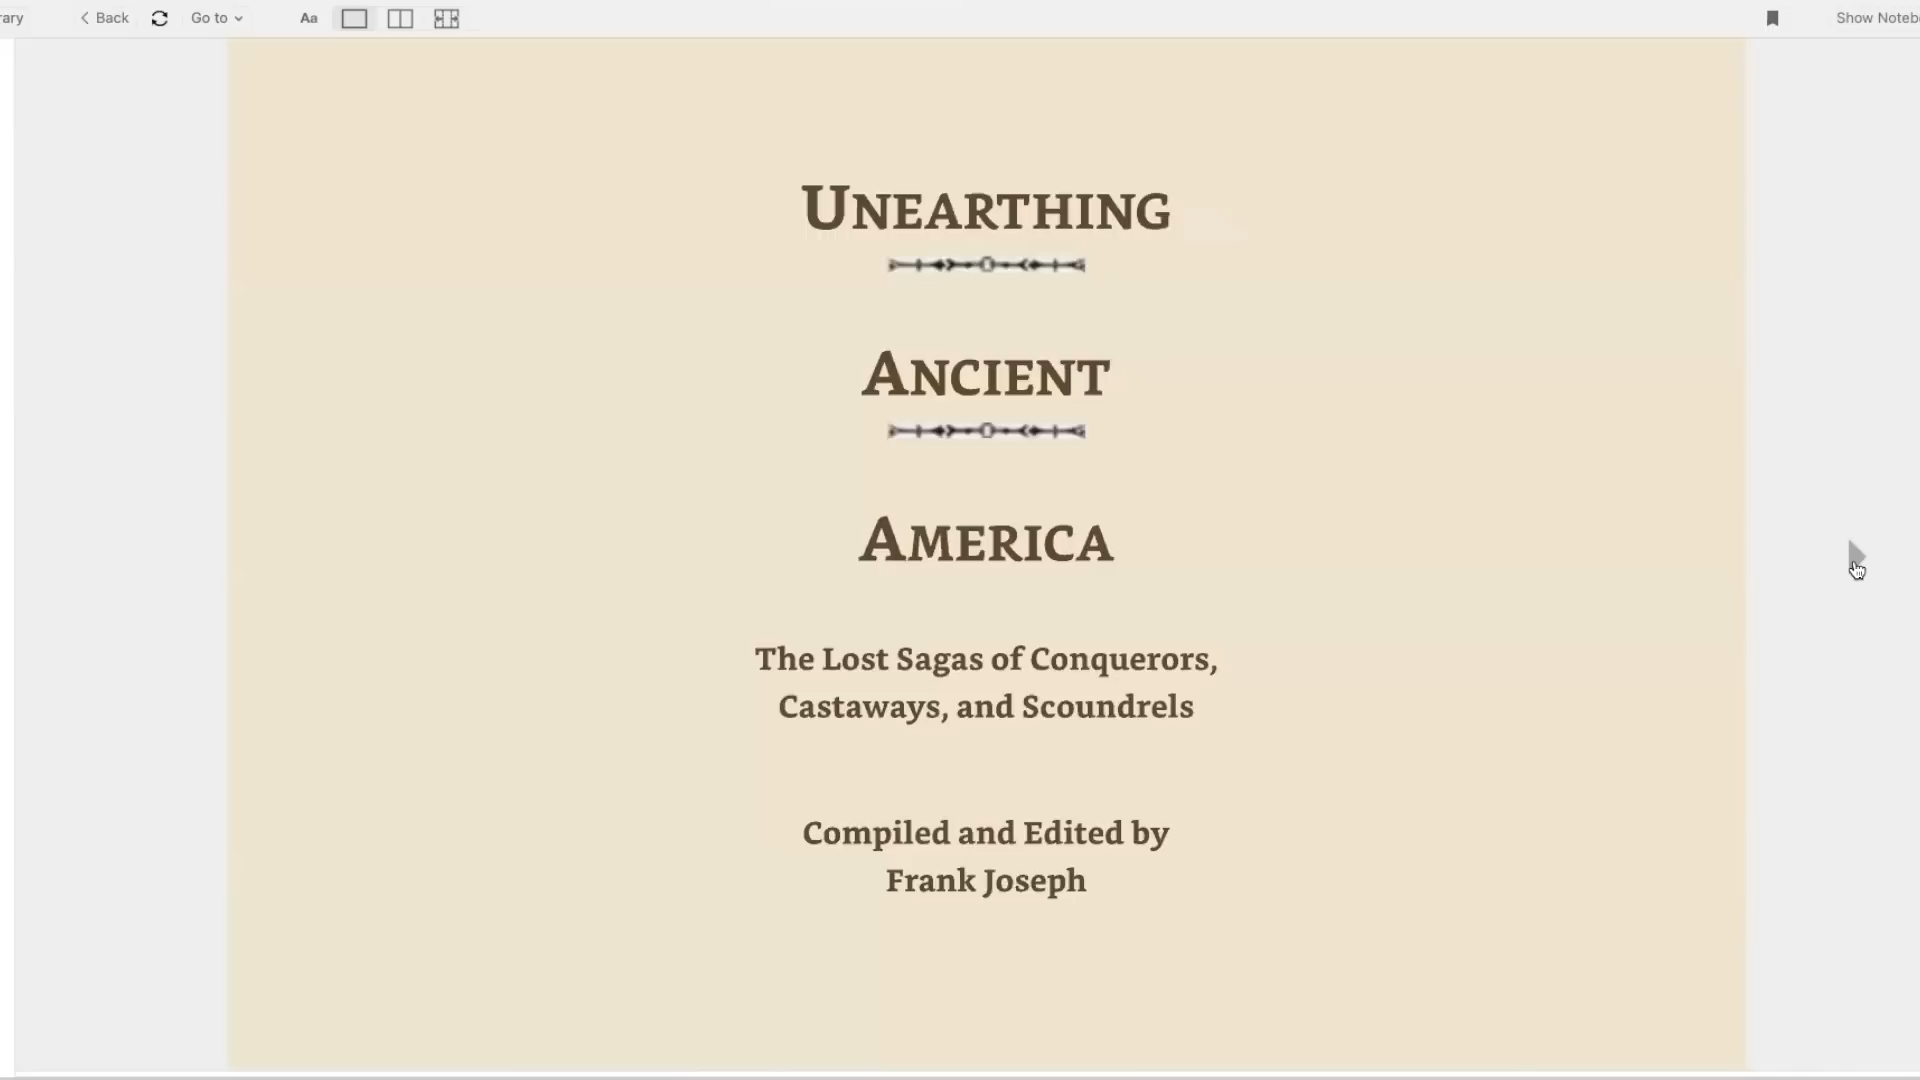 rary Back Go to Aa Show Noteb
UNEARTHING
ANCIENT
AMERICA
The Lost Sagas of Conquerors,
Castaways, and Scoundrels
Compiled and Edited by
Frank Joseph